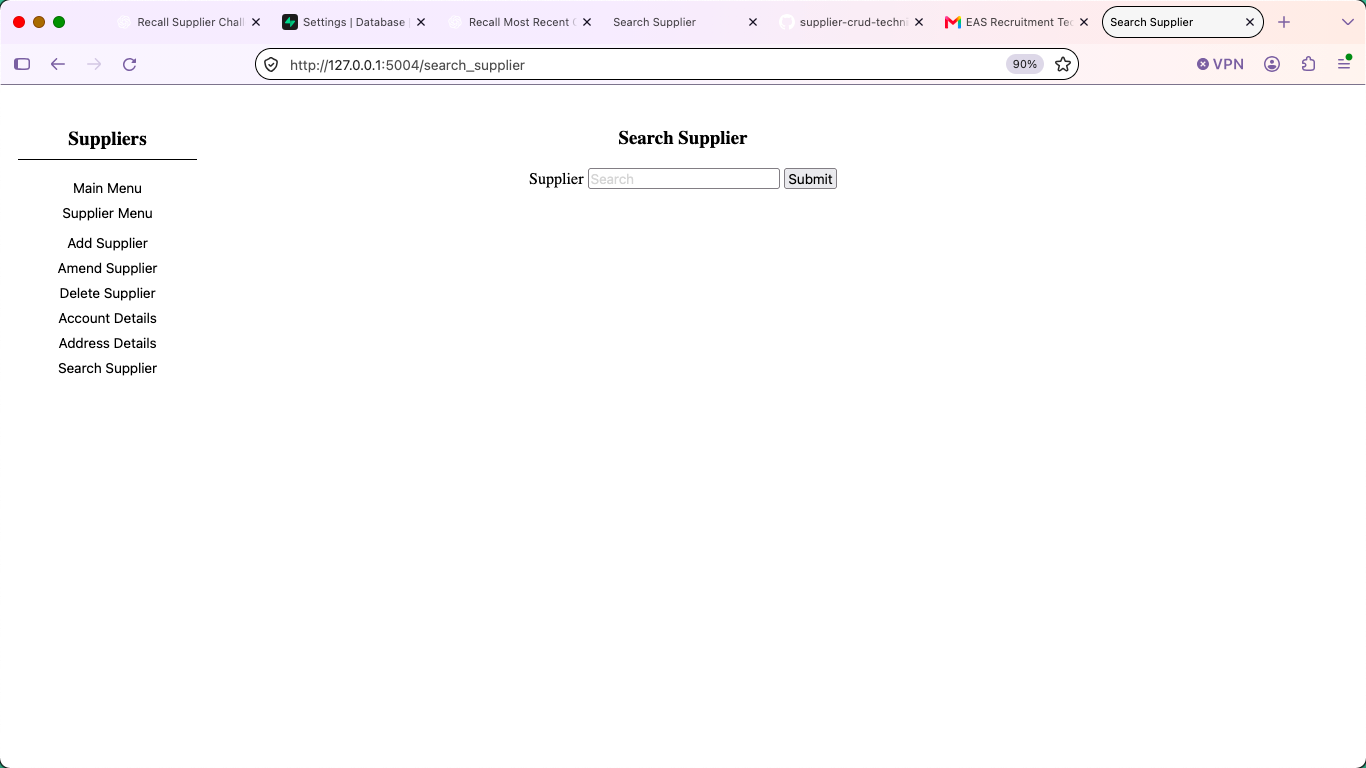 Recall Supplier Chall
Settings | Database
Recall Most Recent
Search Supplier
supplier-crud-techni
EAS Recruitment Tec
Search Supplier
http://127.0.0.1:5004/search_supplier
90%
VPN
Suppliers
Main Menu
Supplier Menu
Add Supplier
Amend Supplier
Delete Supplier
Account Details
Address Details
Search Supplier
Search Supplier
Supplier Search Submit